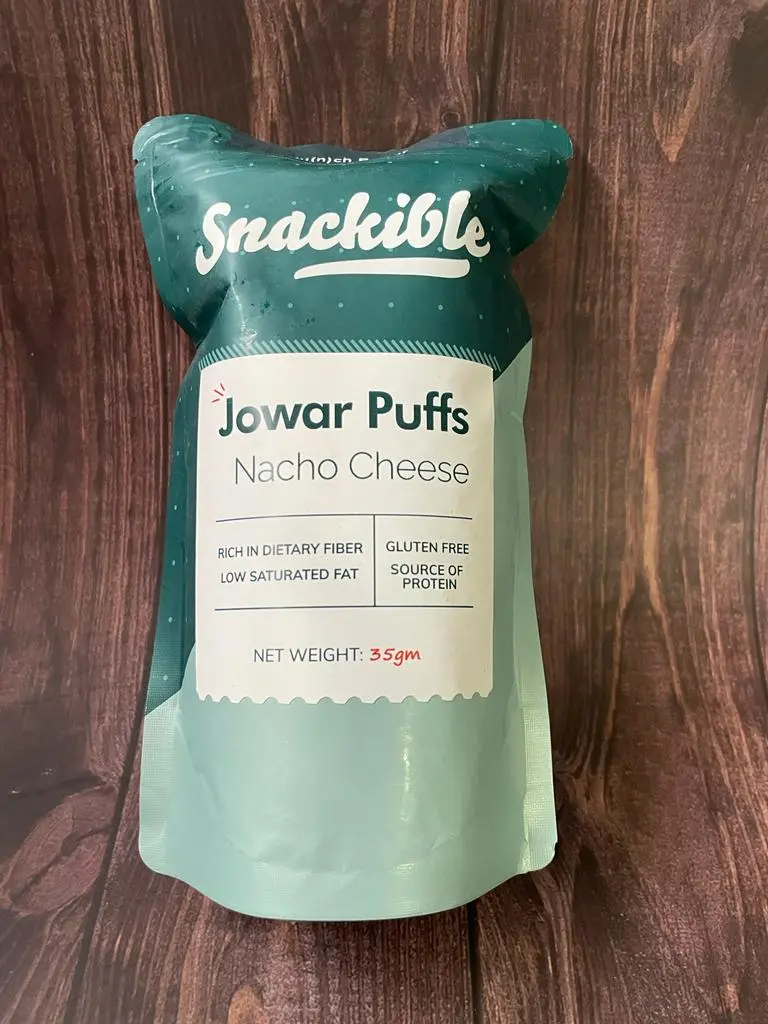 Snackible
Jowar Puffs
Nacho Cheese
RICH IN DIETARY FIBER
LOW SATURATED FAT
GLUTEN FREE
SOURCE OF
PROTEIN
NET WEIGHT: 35gm